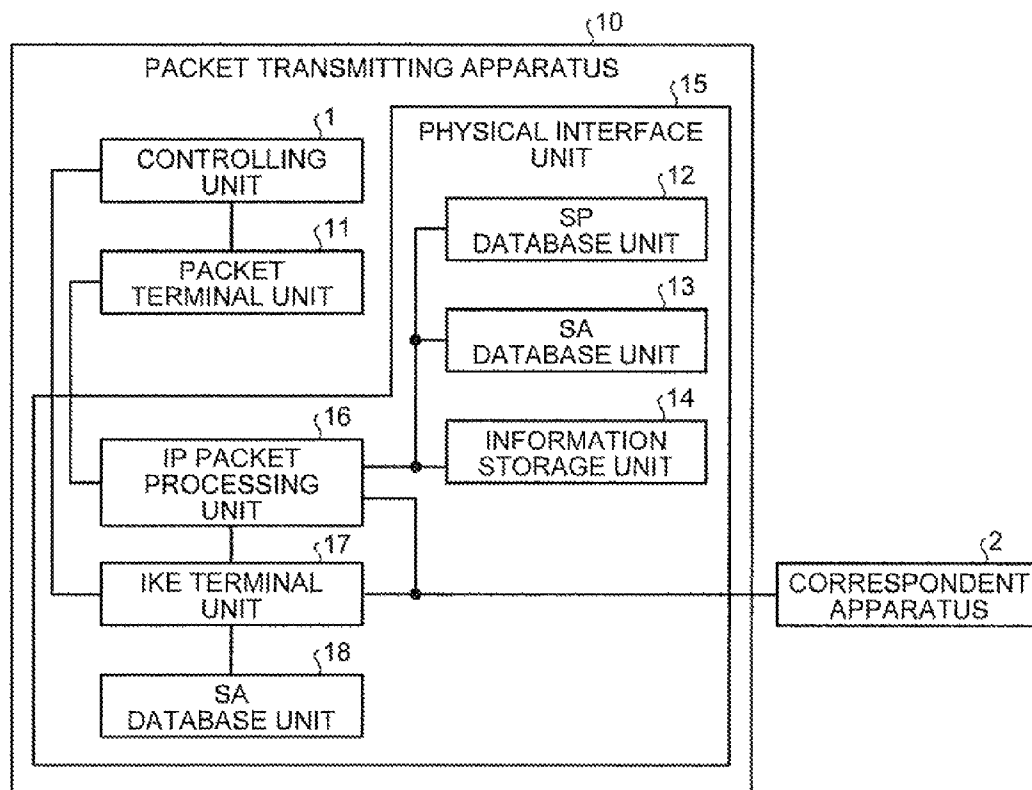 10
PACKET TRANSMITTING APPARATUS
15
PHYSICAL INTERFACE
UNIT
1
CONTROLLING
UNIT
11
PACKET
TERMINAL UNIT
12
SP
DATABASE UNIT
13
SA
DATABASE UNIT
14
INFORMATION
STORAGE UNIT
16
IP PACKET
PROCESSING
UNIT
17
IKE TERMINAL
UNIT
18
SA
DATABASE UNIT
2
CORRESPONDENT
APPARATUS